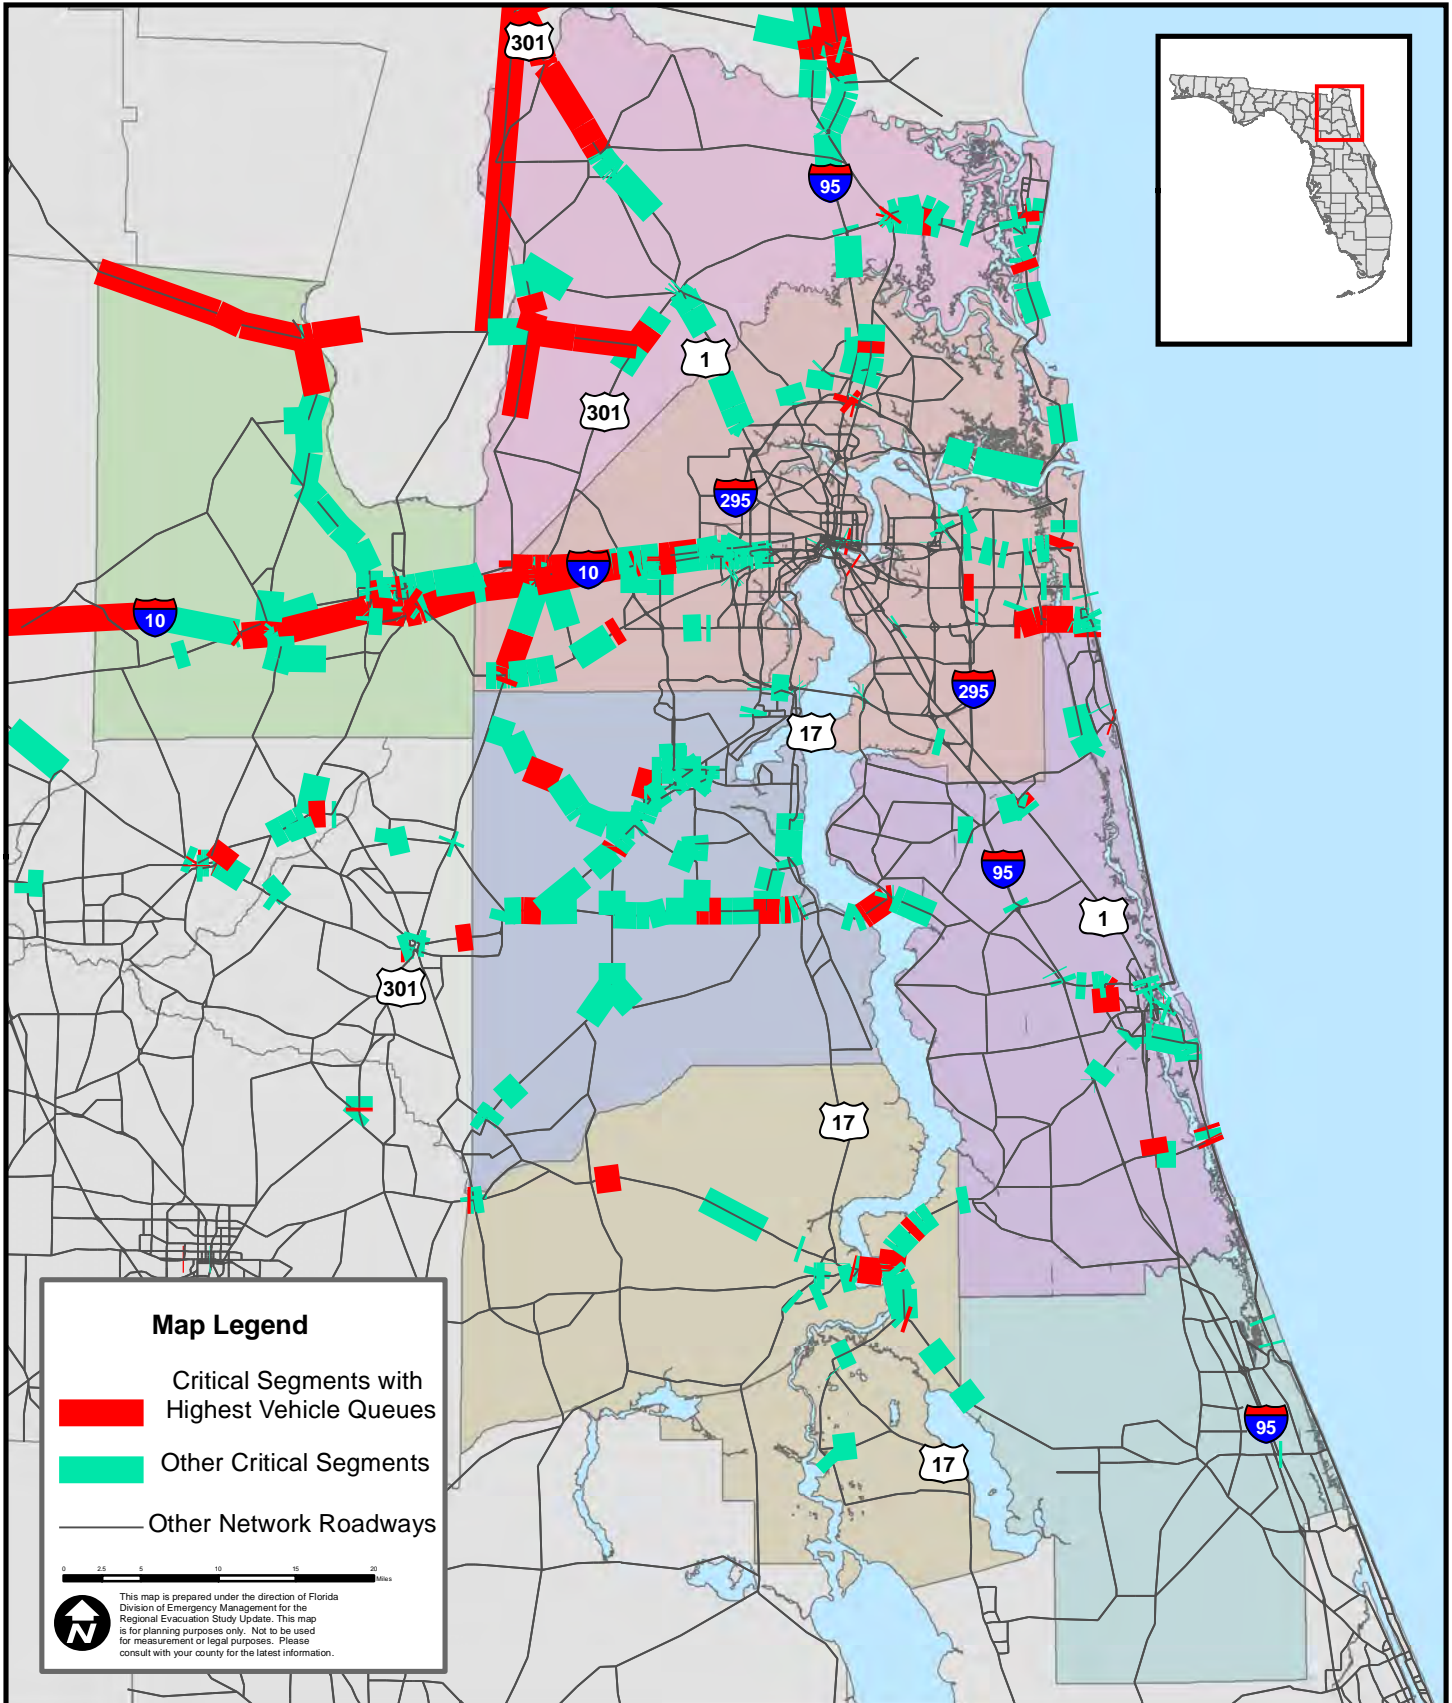 301
95
1
301
295
10
10
295
17
95
1
301
17
17
95
Map Legend
Critical Segments with
Highest Vehicle Queues
Other Critical Segments
Other Network Roadways
0 2.5 5 10 15 20
Miles
N
This map is prepared under the direction of Florida
Division of Emergency Management for the
Regional Evacuation Study Update. This map
is for planning purposes only. Not to be used
for measurement or legal purposes. Please
consult with your county for the latest information.